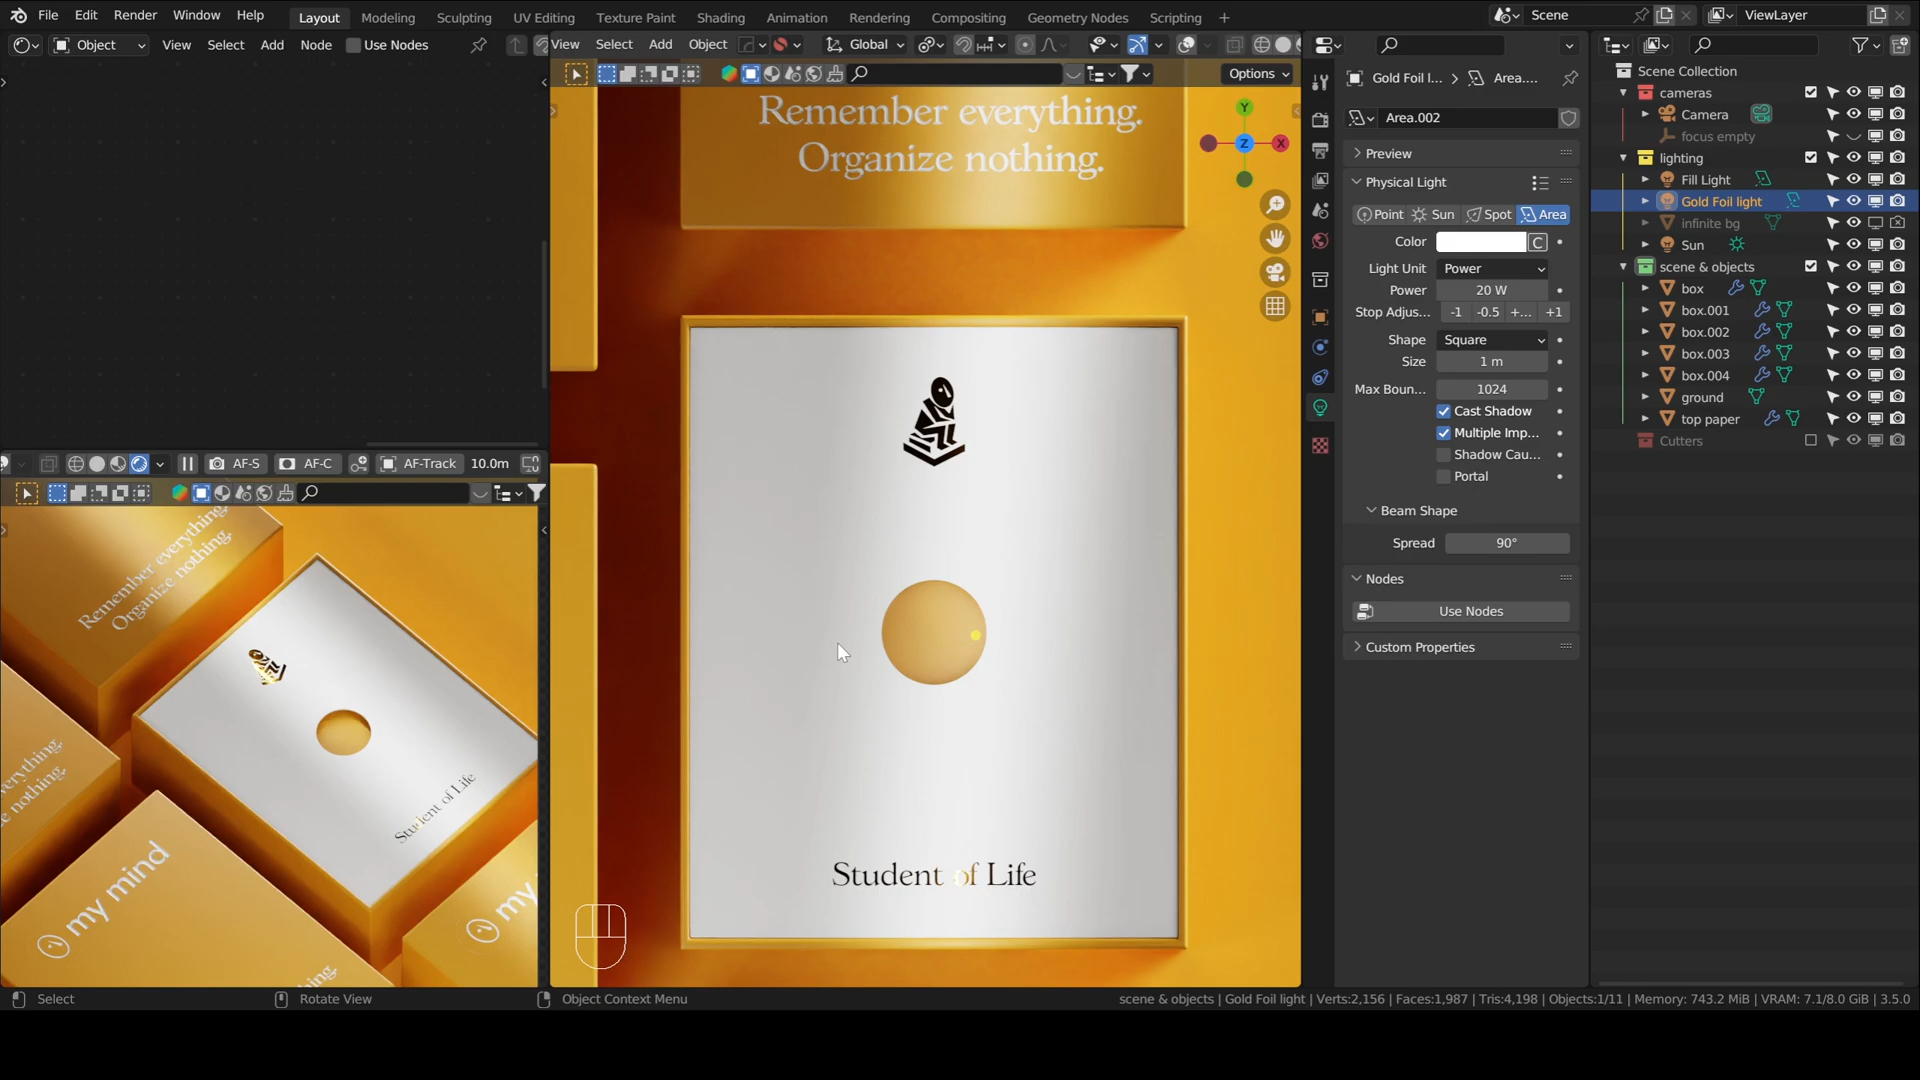 File Edit Render Window Help Layout Modeling Sculpting UV Editing Texture Paint Shading Animation Rendering Compositing Geometry Nodes Scripting + Scene ViewLayer
Object View Select Add Node Use Nodes
View Select Add Object Global
Options
Gold Foil l... Area....
Area.002
Preview
Physical Light
Point Sun Spot Area
Color C
Light Unit Power
Power 20 W
Stop Adjus... -1 -0.5 +... +1
Shape Square
Size 1 m
Max Boun... 1024
Cast Shadow
Multiple Imp...
Shadow Cau...
Portal
Beam Shape
Spread 90°
Nodes
Use Nodes
Custom Properties
Scene Collection
cameras
Camera
focus empty
lighting
Fill Light
Gold Foil light
infinite bg
Sun
scene & objects
box
box.001
box.002
box.003
box.004
ground
top paper
Cutters
Remember everything.
Organize nothing.
Y
Z X
Student of Life
AF-S AF-C AF-Track 10.0m
Remember everything.
Organize nothing.
everything.
nothing.
Student of Life
my mind
my
Select Rotate View Object Context Menu
scene & objects | Gold Foil light | Verts:2,156 | Faces:1,987 | Tris:4,198 | Objects:1/11 | Memory: 743.2 MiB | VRAM: 7.1/8.0 GiB | 3.5.0